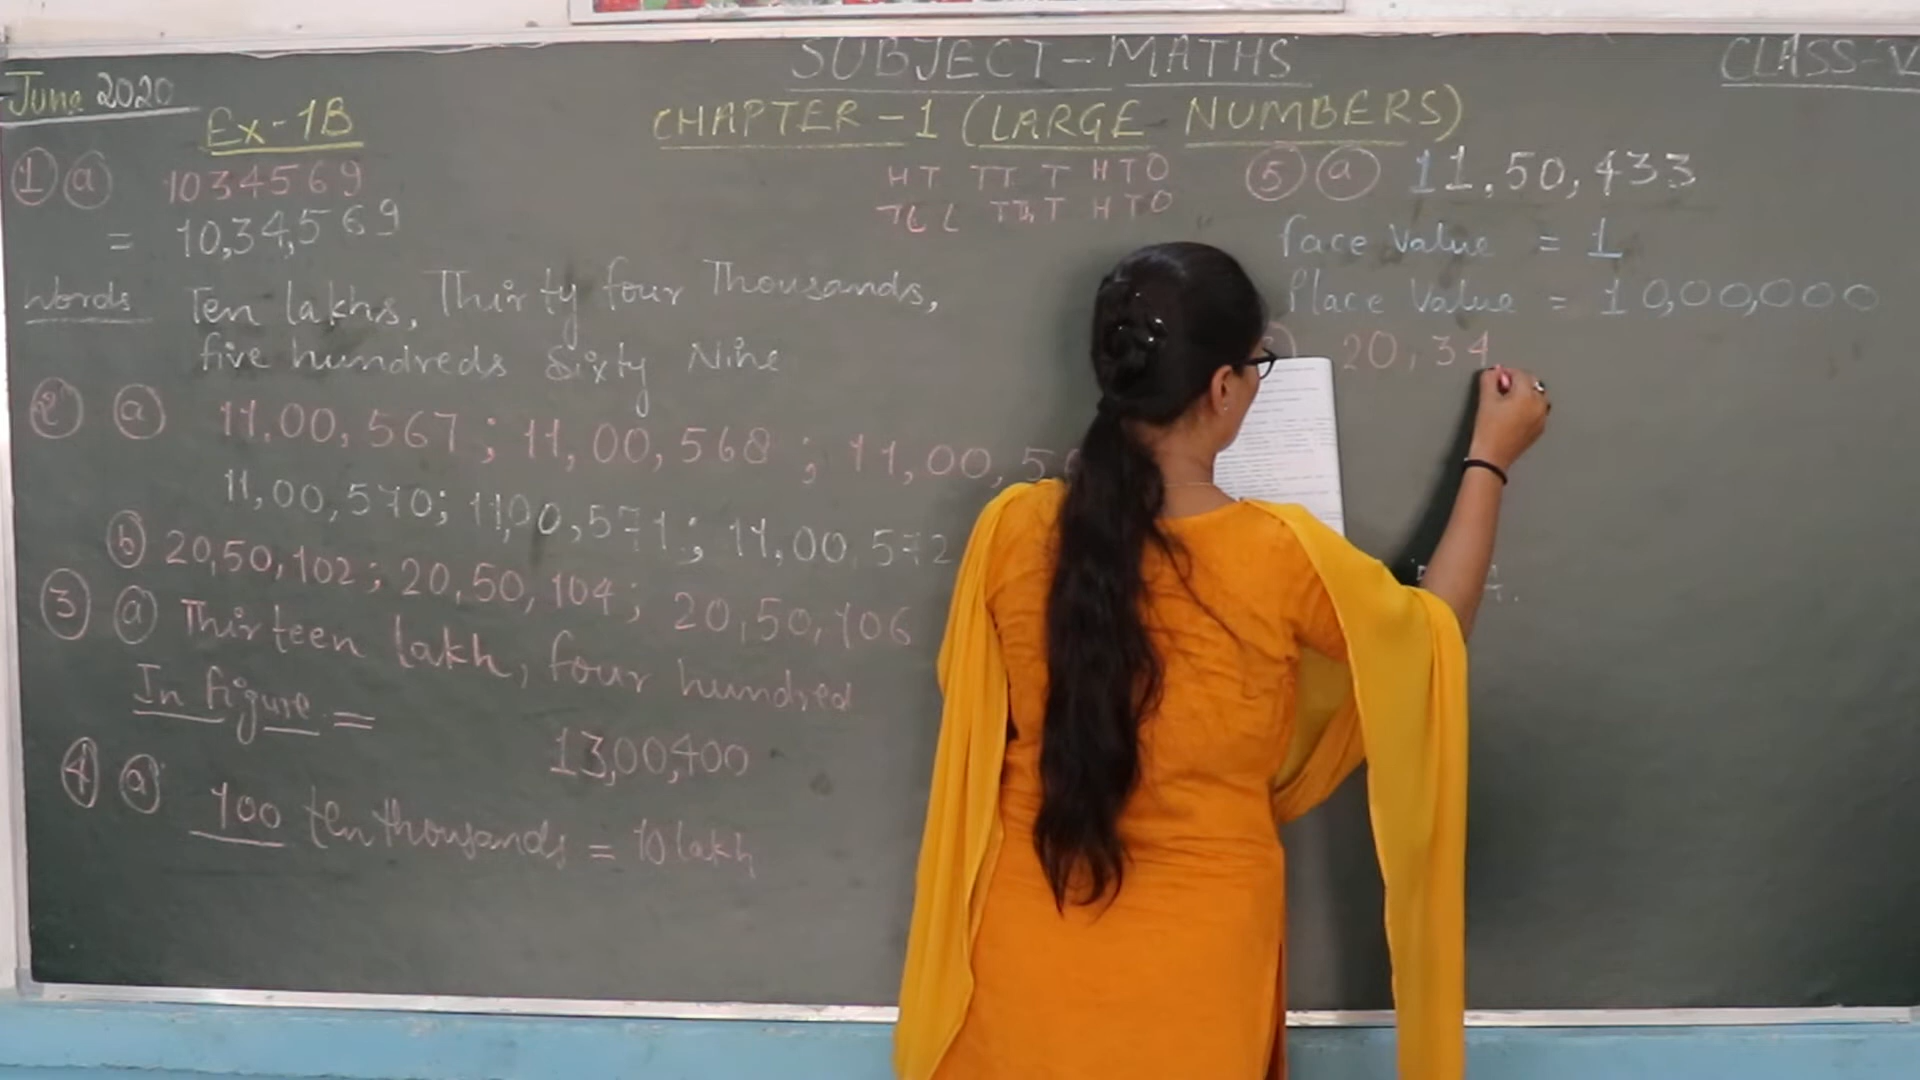 June 2020
SUBJECT-MATHS
CLASS-V
Ex-1B
CHAPTER-1 (LARGE NUMBERS)
1 a 1034569
= 10,34,569
Words Ten lakhs, Thirty four Thousands,
five hundreds Sixty Nine
2 a 11,00,567; 11,00,568; 11,00,5
11,00,570; 11,00,571; 11,00,572
b 20,50,102; 20,50,104; 20,50,106
3 a Thirteen lakh, four hundred
In figure =
13,00,400
4 a 100 ten thousands = 10 lakh
HT TT T H T O
TL L TTh T H T O
5 a 11,50,433
face Value = 1
Place Value = 10,00,000
20,34